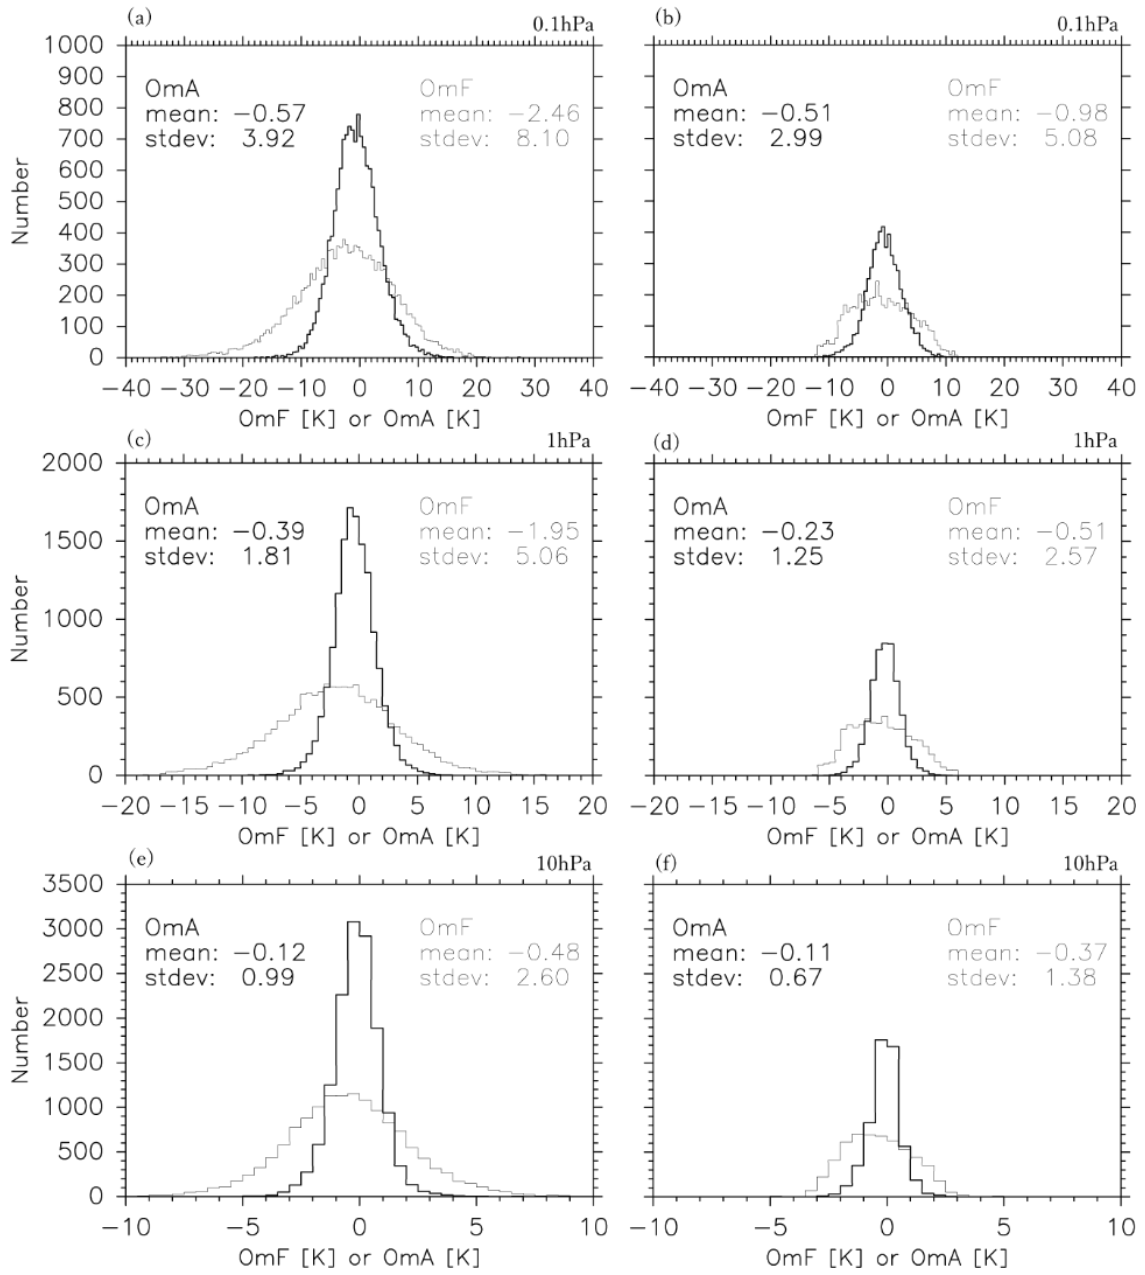 (a) 0.1hPa
1000
900
800
700
600
500
400
300
200
100
0
Number
OmA OmF
mean: −0.57 mean: −2.46
stdev: 3.92 stdev: 8.10
−40 −30 −20 −10 0 10 20 30 40
OmF [K] or OmA [K]
(b) 0.1hPa
OmA OmF
mean: −0.51 mean: −0.98
stdev: 2.99 stdev: 5.08
−40 −30 −20 −10 0 10 20 30 40
OmF [K] or OmA [K]
(c) 1hPa
2000
1500
1000
500
0
Number
OmA OmF
mean: −0.39 mean: −1.95
stdev: 1.81 stdev: 5.06
−20 −15 −10 −5 0 5 10 15 20
OmF [K] or OmA [K]
(d) 1hPa
OmA OmF
mean: −0.23 mean: −0.51
stdev: 1.25 stdev: 2.57
−20 −15 −10 −5 0 5 10 15 20
OmF [K] or OmA [K]
(e) 10hPa
3500
3000
2500
2000
1500
1000
500
0
Number
OmA OmF
mean: −0.12 mean: −0.48
stdev: 0.99 stdev: 2.60
−10 −5 0 5 10
OmF [K] or OmA [K]
(f) 10hPa
OmA OmF
mean: −0.11 mean: −0.37
stdev: 0.67 stdev: 1.38
−10 −5 0 5 10
OmF [K] or OmA [K]